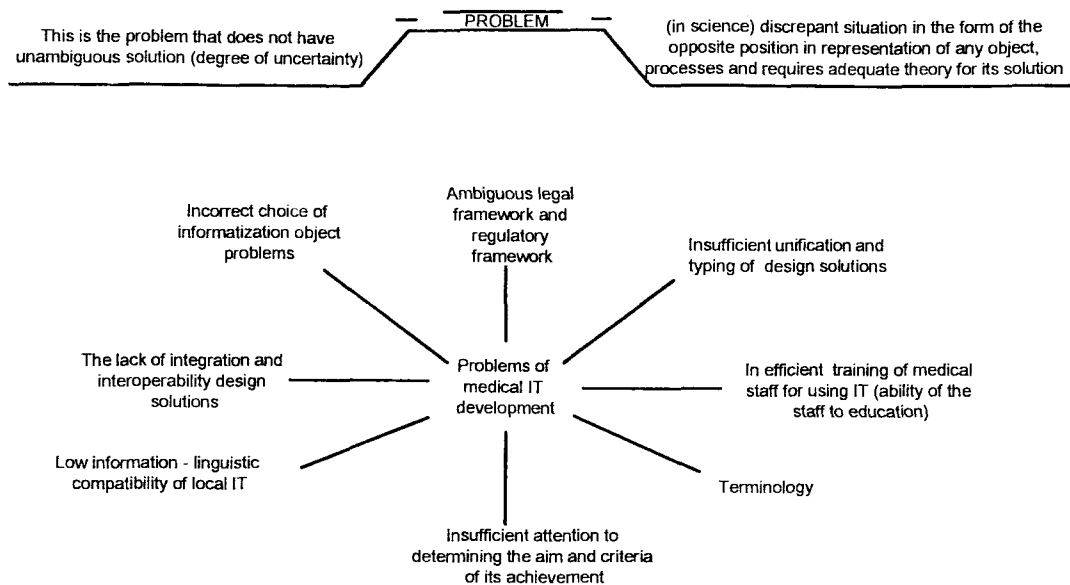 PROBLEM
This is the problem that does not have
unambiguous solution (degree of uncertainty)
(in science) discrepant situation in the form of the
opposite position in representation of any object,
processes and requires adequate theory for its solution
Incorrect choice of
informatization object
problems
Ambiguous legal
framework and
regulatory
framework
Insufficient unification and
typing of design solutions
The lack of integration and
interoperability design
solutions
Problems of
medical IT
development
In efficient training of medical
staff for using IT (ability of the
staff to education)
Low information - linguistic
compatibility of local IT
Terminology
Insufficient attention to
determining the aim and criteria
of its achievement